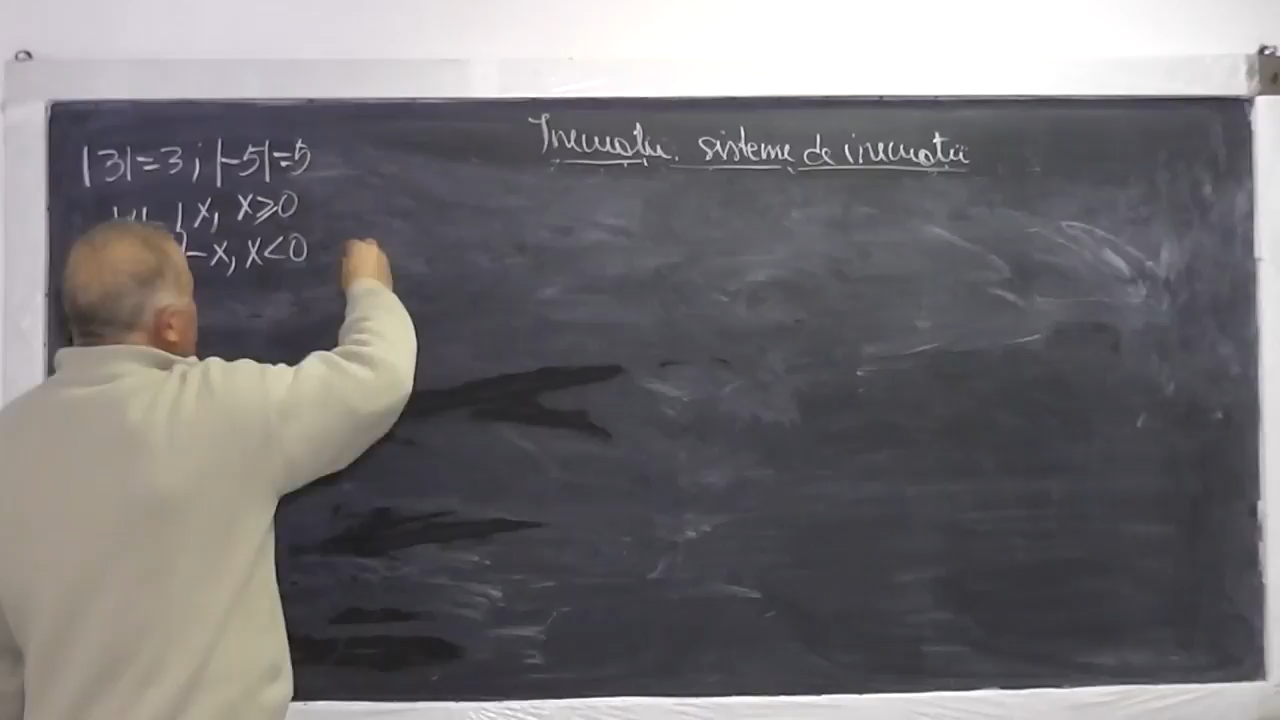 Inecuații. sisteme de inecuații
|3|=3; |-5|=5
x, x≥0
-x, x<0